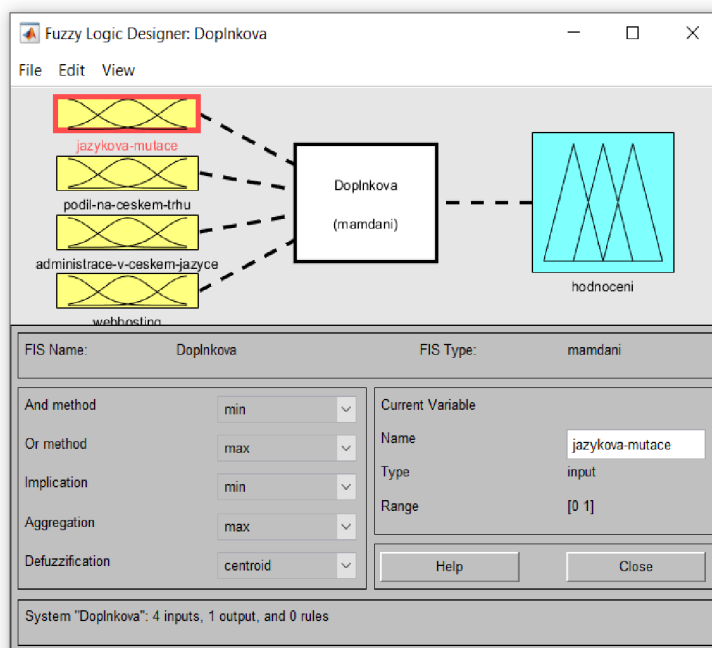 Fuzzy Logic Designer: Doplnkova
File Edit View
jazykova-mutace
podil-na-ceskem-trhu
administrace-v-ceskem-jazyce
webhosting
Doplnkova
(mamdani)
hodnoceni
FIS Name: Doplnkova FIS Type: mamdani
And method min
Or method max
Implication min
Aggregation max
Defuzzification centroid
Current Variable
Name jazykova-mutace
Type input
Range [0 1]
Help Close
System "Doplnkova": 4 inputs, 1 output, and 0 rules